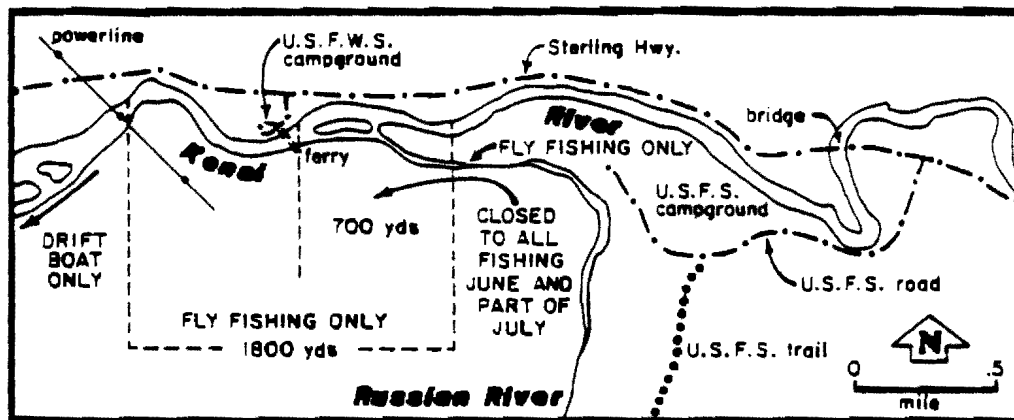 powerline
U.S.F.W.S.
campground
Sterling Hwy.
bridge
Kenai
River
ferry
FLY FISHING ONLY
U.S.F.S.
campground
700 yds
CLOSED
TO ALL
FISHING
JUNE AND
PART OF
JULY
DRIFT
BOAT
ONLY
U.S.F.S. road
FLY FISHING ONLY
1800 yds
U.S.F.S. trail
N
0 .5
mile
Russian River